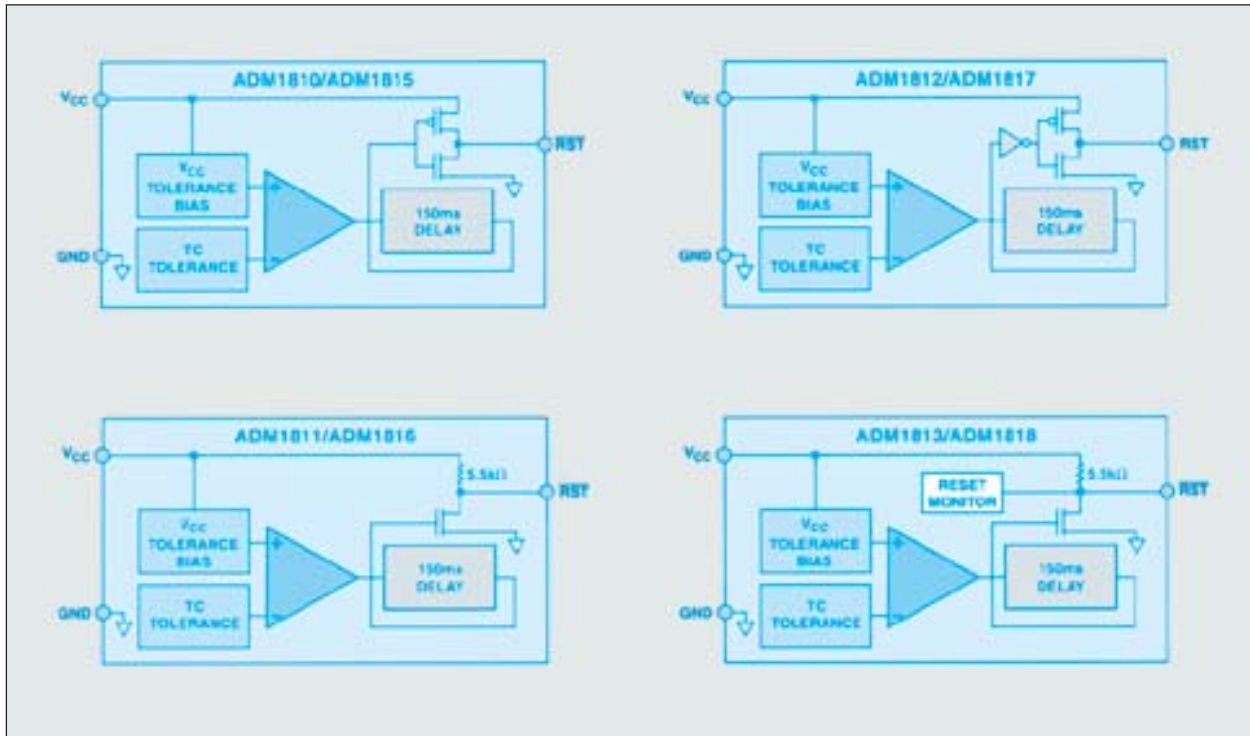 ADM1810/ADM1815
VCC
RST
VCC
TOLERANCE
BIAS
150ms
DELAY
GND
TC
TOLERANCE
ADM1812/ADM1817
VCC
RST
VCC
TOLERANCE
BIAS
150ms
DELAY
GND
TC
TOLERANCE
ADM1811/ADM1816
VCC
5.5kΩ
RST
VCC
TOLERANCE
BIAS
150ms
DELAY
GND
TC
TOLERANCE
ADM1813/ADM1818
VCC
5.5kΩ
RESET
MONITOR
RST
VCC
TOLERANCE
BIAS
150ms
DELAY
GND
TC
TOLERANCE